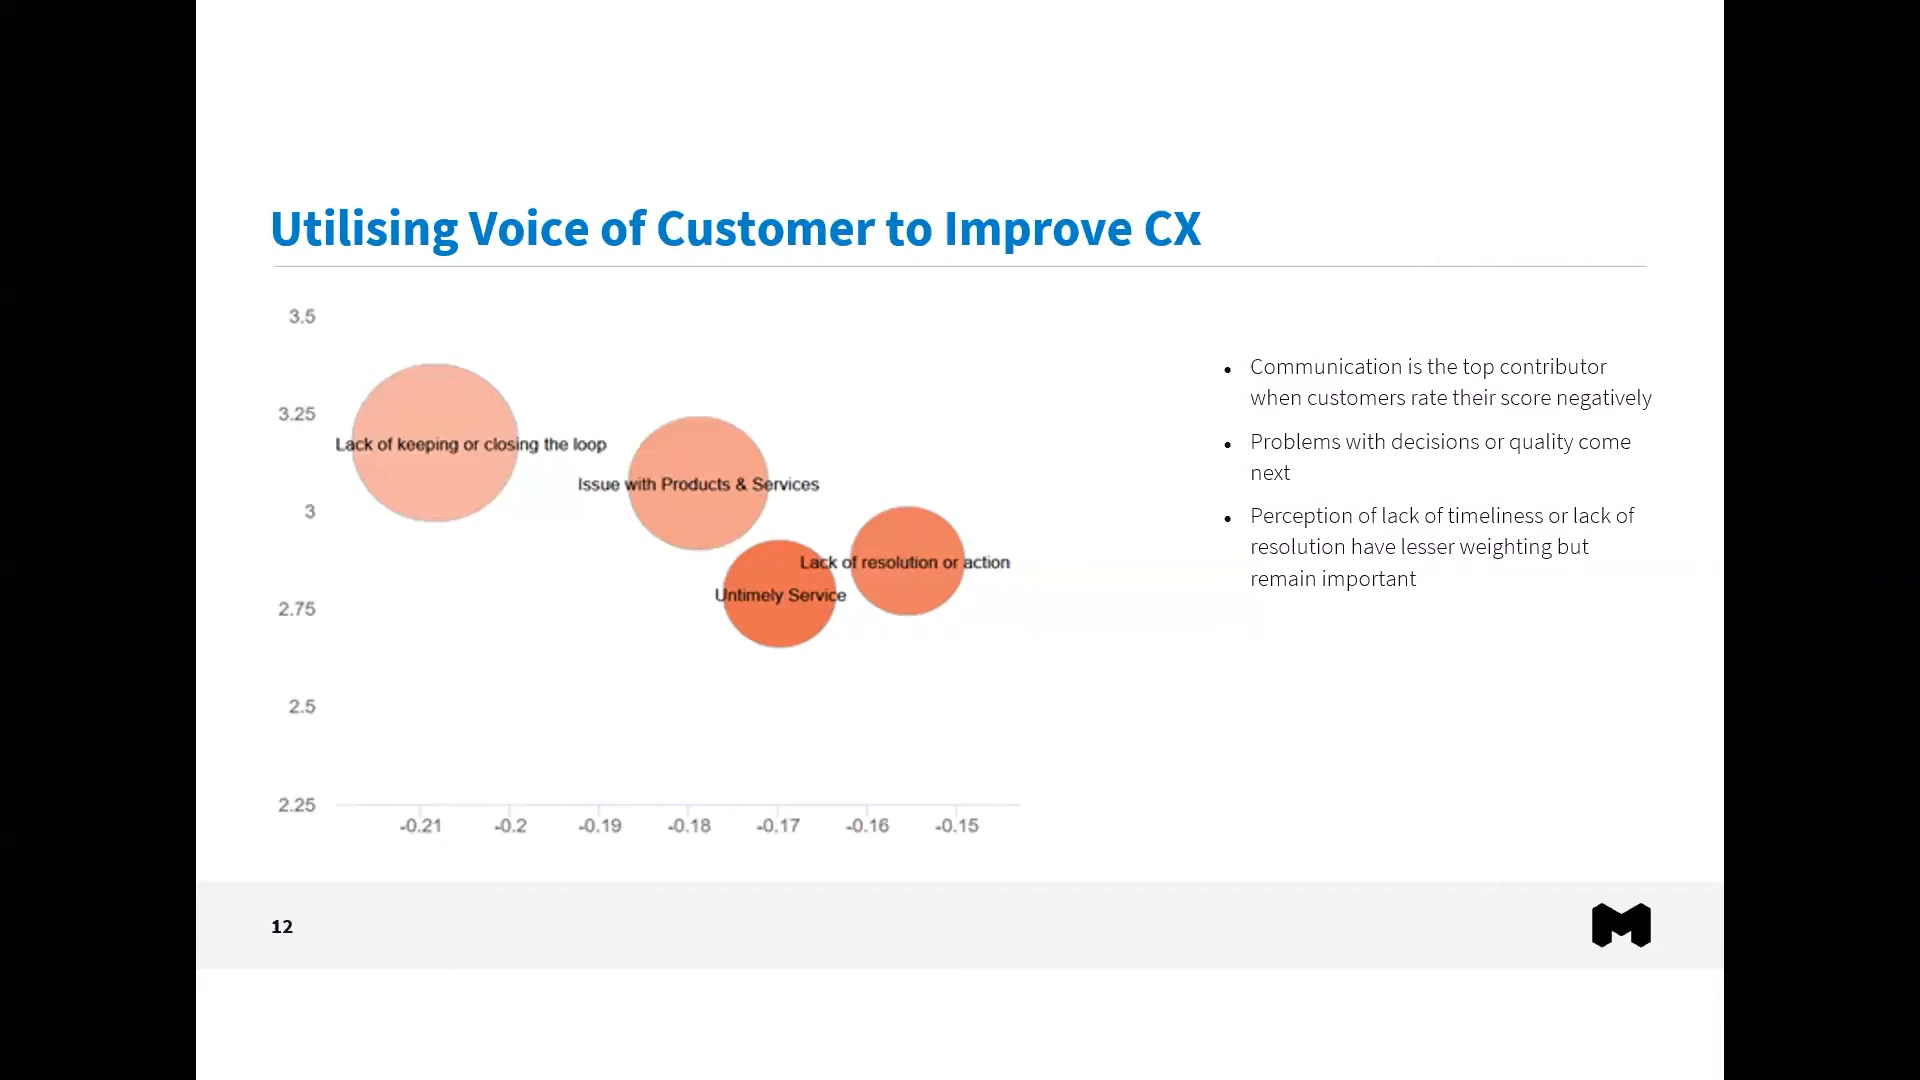 Utilising Voice of Customer to Improve CX
3.5
3.25
3
2.75
2.5
2.25
Lack of keeping or closing the loop
Issue with Products & Services
Lack of resolution or action
Untimely Service
-0.21 -0.2 -0.19 -0.18 -0.17 -0.16 -0.15
• Communication is the top contributor
when customers rate their score negatively
• Problems with decisions or quality come
next
• Perception of lack of timeliness or lack of
resolution have lesser weighting but
remain important
12